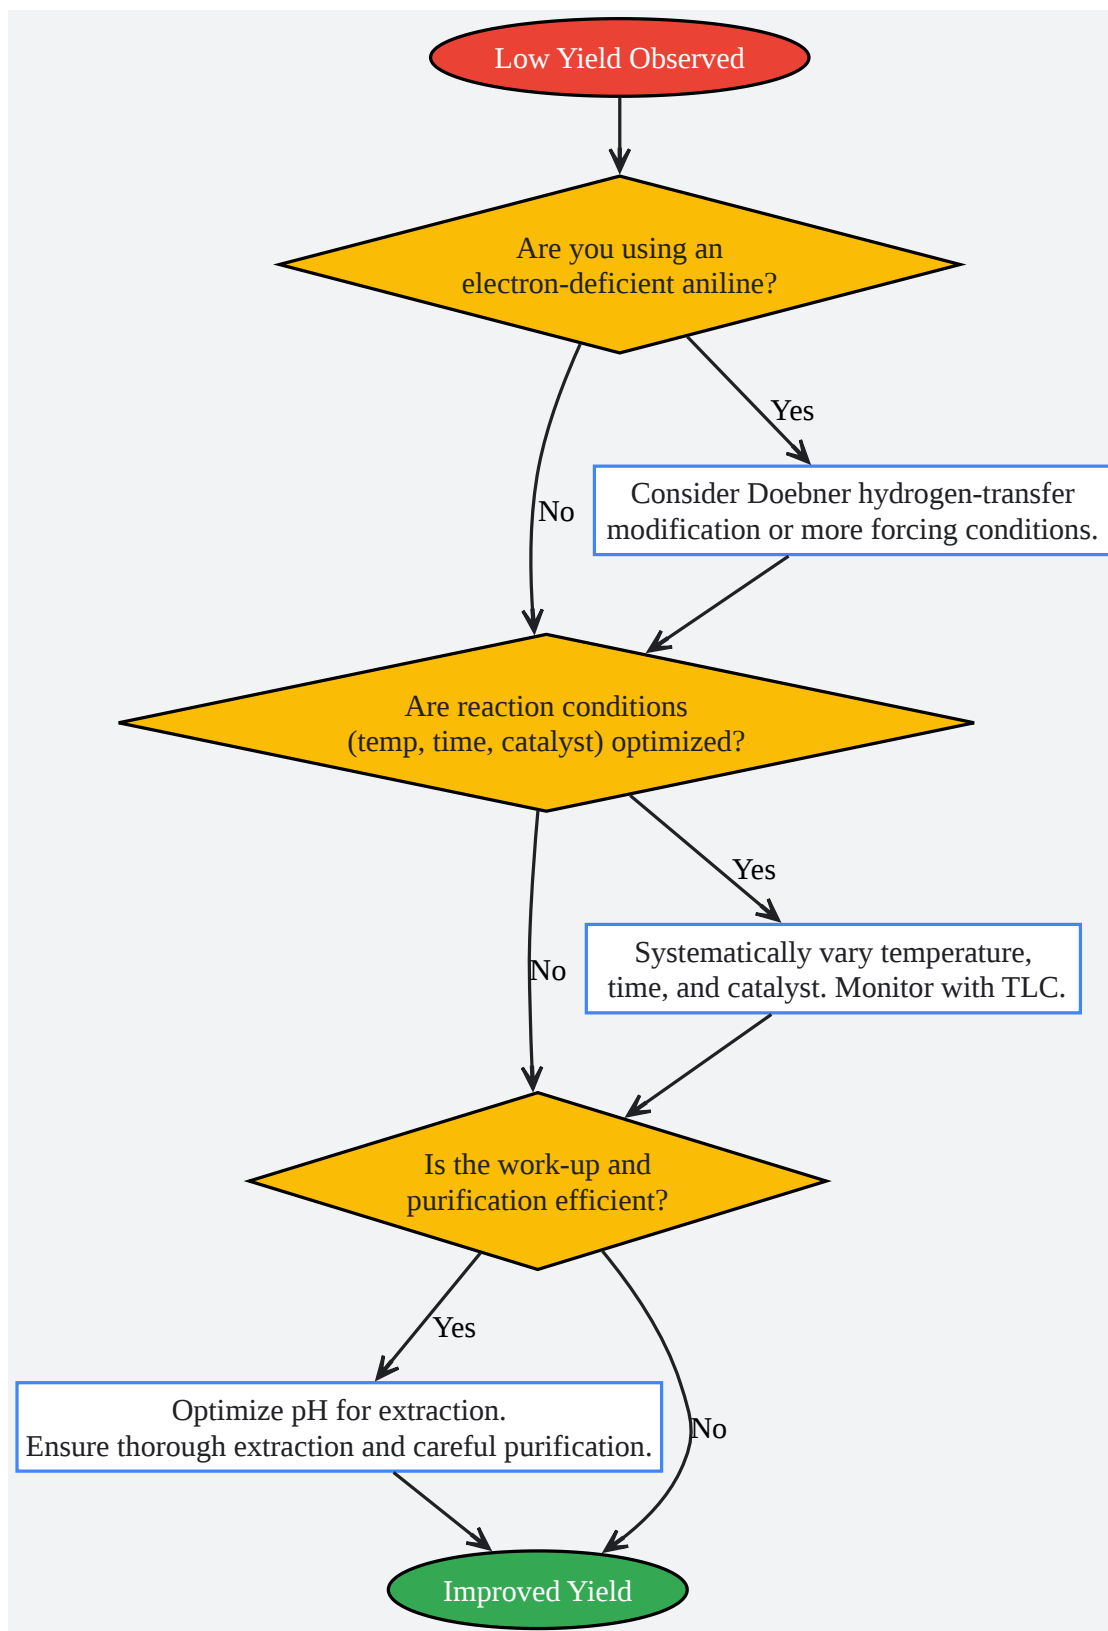 Low Yield Observed
Are you using an
electron-deficient aniline?
Yes
Consider Doebner hydrogen-transfer
modification or more forcing conditions.
No
Are reaction conditions
(temp, time, catalyst) optimized?
Yes
Systematically vary temperature,
time, and catalyst. Monitor with TLC.
No
Is the work-up and
purification efficient?
Yes
Optimize pH for extraction.
Ensure thorough extraction and careful purification.
No
Improved Yield